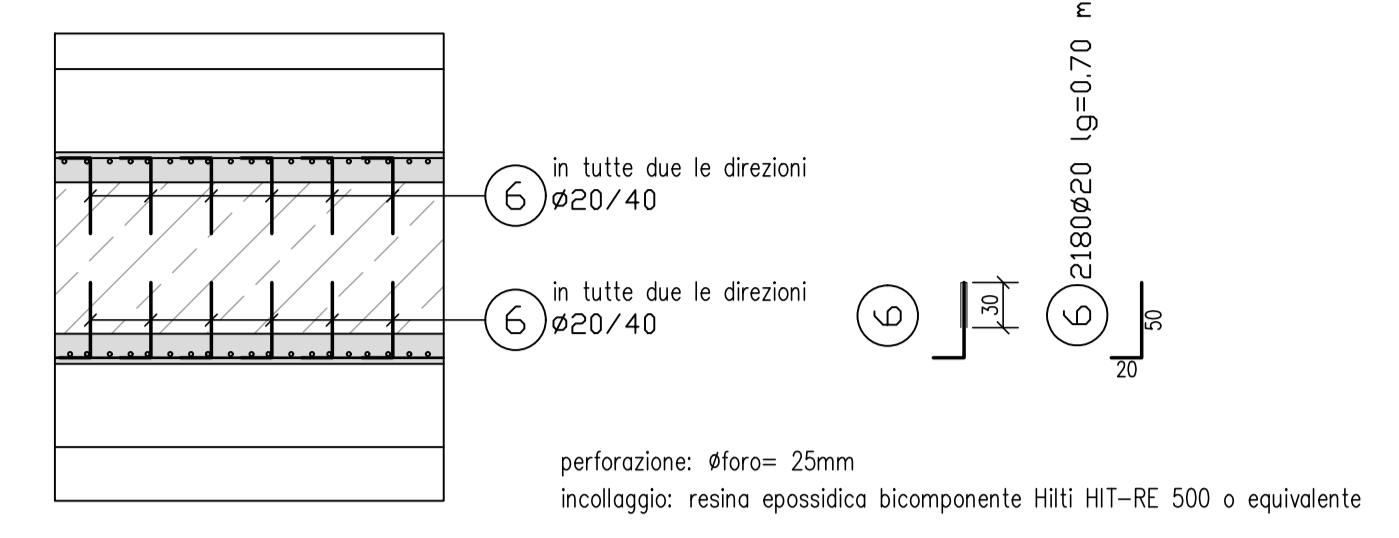 in tutte due le direzioni
6 ø20/40
in tutte due le direzioni
6 ø20/40
6
30
6 2180ø20 lg=0.70 m
50
20
perforazione: øforo= 25mm
incollaggio: resina epossidica bicomponente Hilti HIT-RE 500 o equivalente